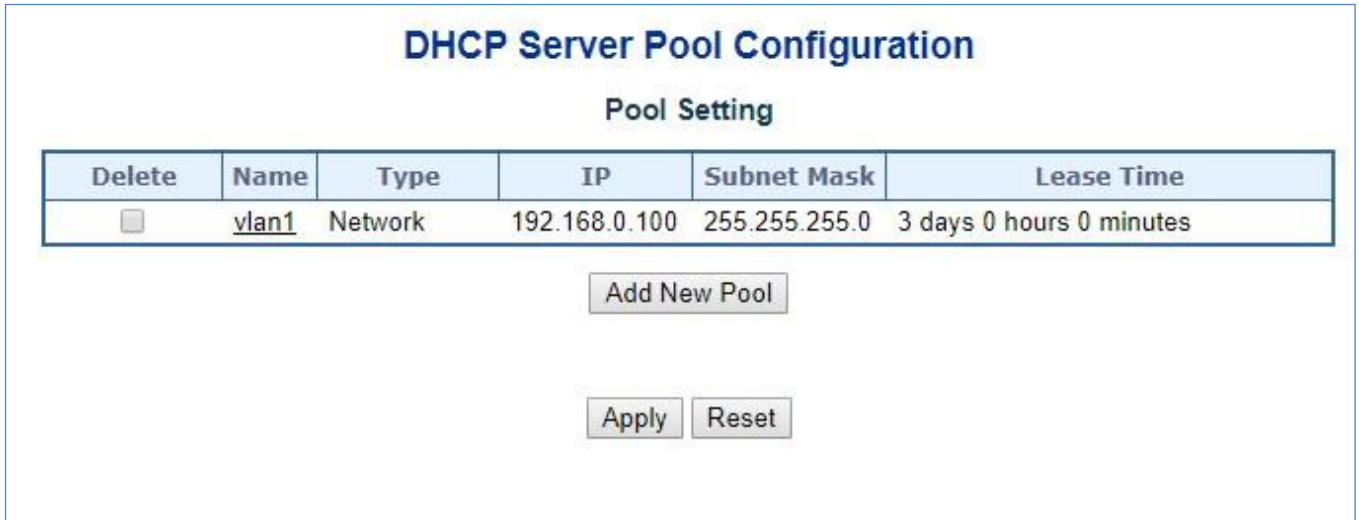 DHCP Server Pool Configuration
Pool Setting
Delete Name Type IP Subnet Mask Lease Time
vlan1 Network 192.168.0.100 255.255.255.0 3 days 0 hours 0 minutes
Add New Pool
Apply Reset